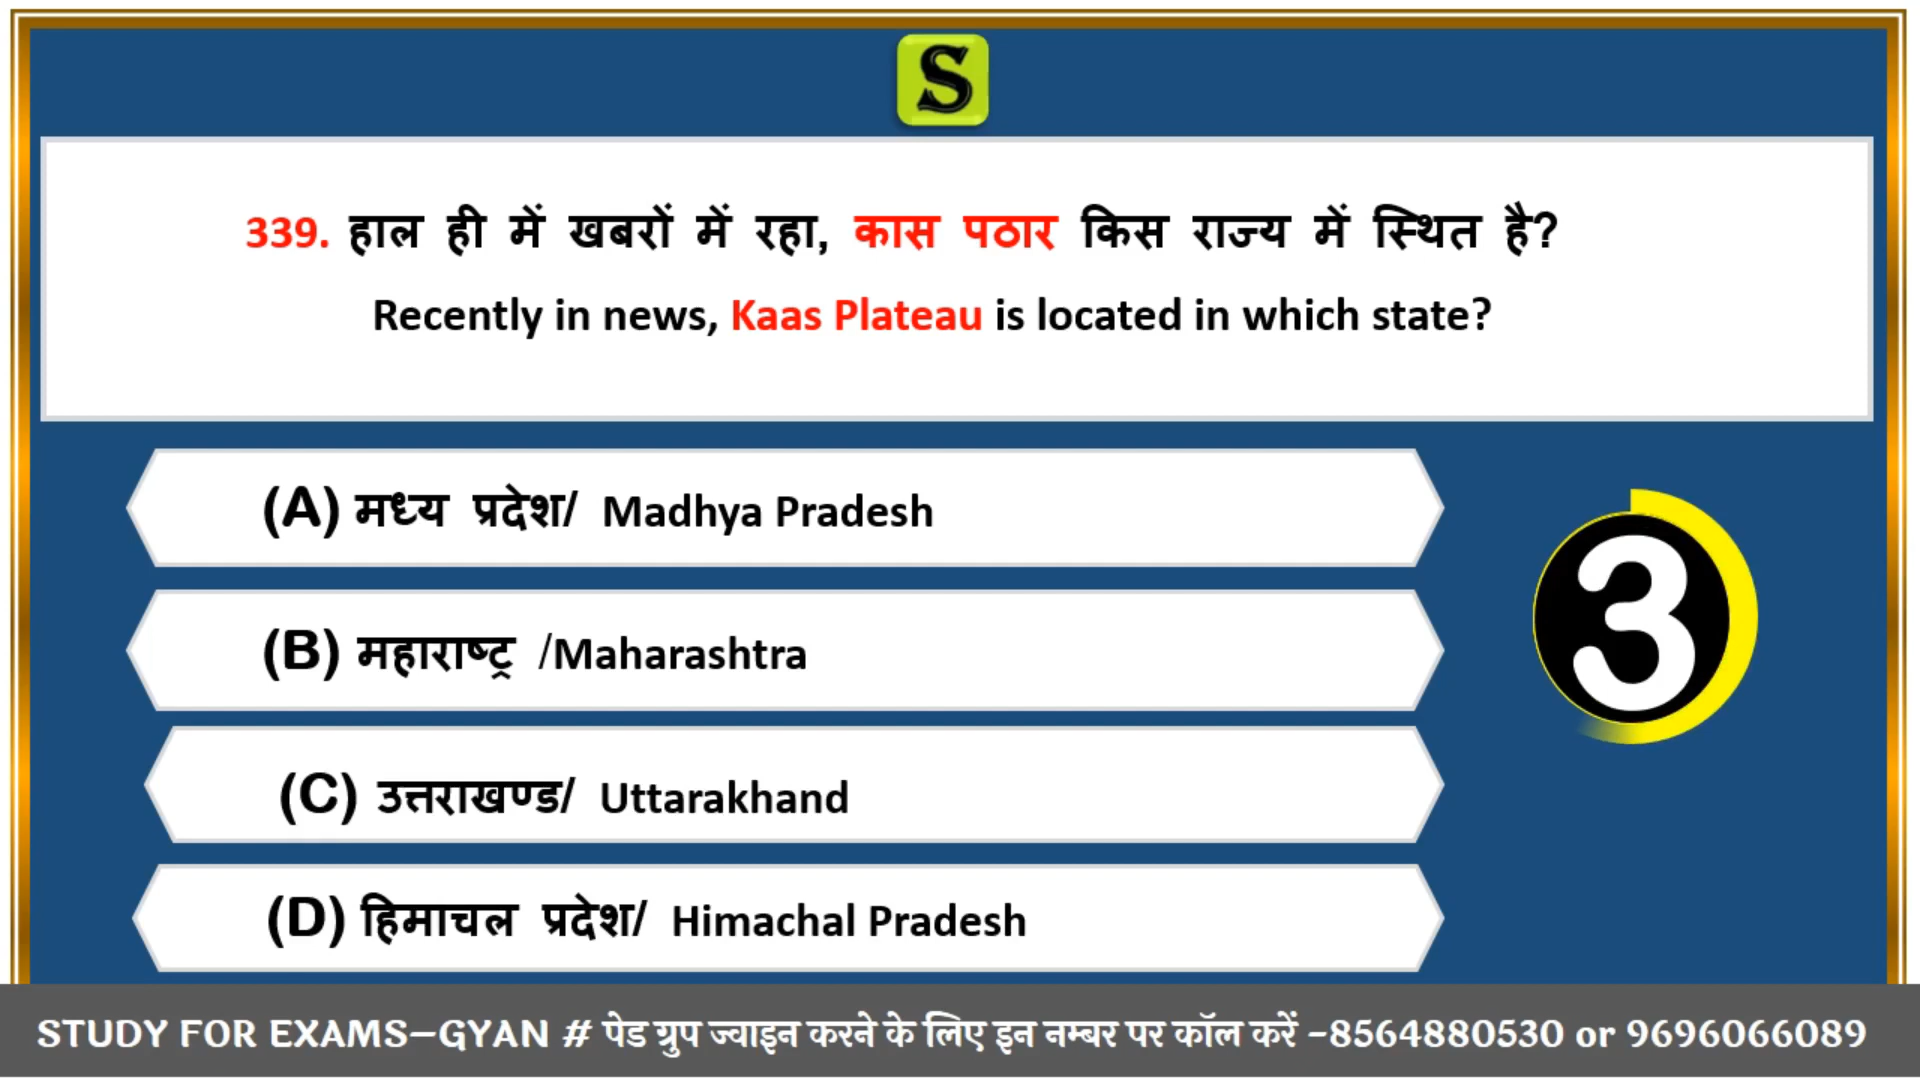 S
339. हाल ही में खबरों में रहा, कास पठार किस राज्य में स्थित है?
Recently in news, Kaas Plateau is located in which state?
(A) मध्य प्रदेश/ Madhya Pradesh
(B) महाराष्ट्र /Maharashtra
3
(C) उत्तराखण्ड/ Uttarakhand
(D) हिमाचल प्रदेश/ Himachal Pradesh
STUDY FOR EXAMS–GYAN # पेड ग्रुप ज्वाइन करने के लिए इन नम्बर पर कॉल करें –8564880530 or 9696066089